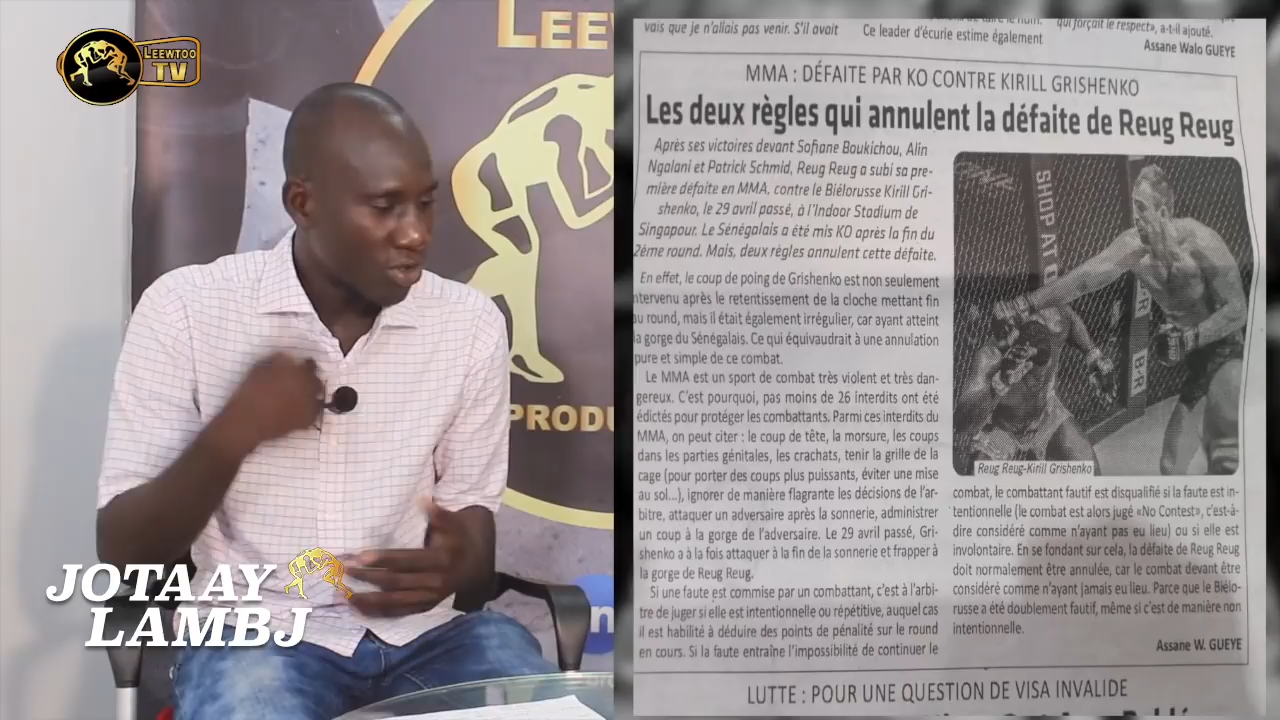 LEEWTOO
TV
LEE
PRODU
JOTAAY
LAMBJ
vais que je n'allais pas venir. S'il avait
Ce leader d'écurie estime également
qui forçait le respect», a-t-il ajouté.
Assane Walo GUEYE
MMA : DÉFAITE PAR KO CONTRE KIRILL GRISHENKO
Les deux règles qui annulent la défaite de Reug Reug
Après ses victoires devant Sofiane Boukichou, Alin
Ngalani et Patrick Schmid, Reug Reug a subi sa pre-
mière défaite en MMA, contre le Biélorusse Kirill Gri-
shenko, le 29 avril passé, à l'Indoor Stadium de
Singapour. Le Sénégalais a été mis KO après la fin du
2ème round. Mais, deux règles annulent cette défaite.
En effet, le coup de poing de Grishenko est non seulement
intervenu après le retentissement de la cloche mettant fin
au round, mais il était également irrégulier, car ayant atteint
la gorge du Sénégalais. Ce qui équivaudrait à une annulation
pure et simple de ce combat.
Le MMA est un sport de combat très violent et très dan-
gereux. C'est pourquoi, pas moins de 26 interdits ont été
édictés pour protéger les combattants. Parmi ces interdits du
MMA, on peut citer : le coup de tête, la morsure, les coups
dans les parties génitales, les crachats, tenir la grille de la
cage (pour porter des coups plus puissants, éviter une mise
au sol...), ignorer de manière flagrante les décisions de l'ar-
bitre, attaquer un adversaire après la sonnerie, administrer
un coup à la gorge de l'adversaire. Le 29 avril passé, Gri-
shenko a à la fois attaquer à la fin de la sonnerie et frapper à
la gorge de Reug Reug.
Si une faute est commise par un combattant, c'est à l'arbi-
tre de juger si elle est intentionnelle ou répétitive, auquel cas
il est habilité à déduire des points de pénalité sur le round
en cours. Si la faute entraîne l'impossibilité de continuer le
SHOP AT
B-R
Reug Reug-Kirill Grishenko
combat, le combattant fautif est disqualifié si la faute est in-
tentionnelle (le combat est alors jugé «No Contest», c'est-à-
dire considéré comme n'ayant pas eu lieu) ou si elle est
involontaire. En se fondant sur cela, la défaite de Reug Reug
doit normalement être annulée, car le combat devant être
considéré comme n'ayant jamais eu lieu. Parce que le Biélo-
russe a été doublement fautif, même si c'est de manière non
intentionnelle.
Assane W. GUEYE
LUTTE : POUR UNE QUESTION DE VISA INVALIDE